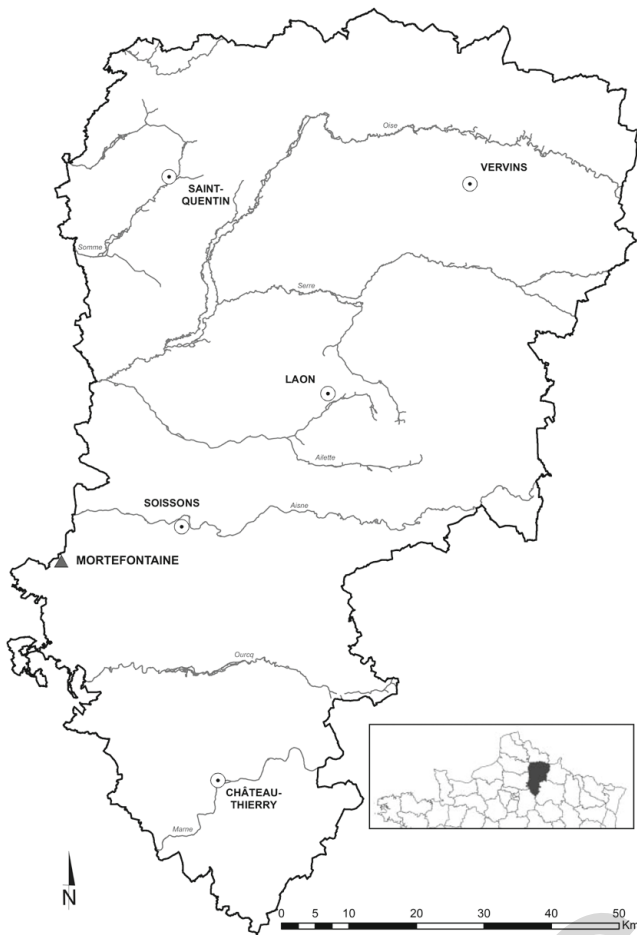 Oise
VERVINS
SAINT-
QUENTIN
Somme
Serre
LAON
Ailette
SOISSONS
Aisne
MORTEFONTAINE
Ourcq
CHÂTEAU-
THIERRY
Marne
N
0 5 10 20 30 40 50
Km